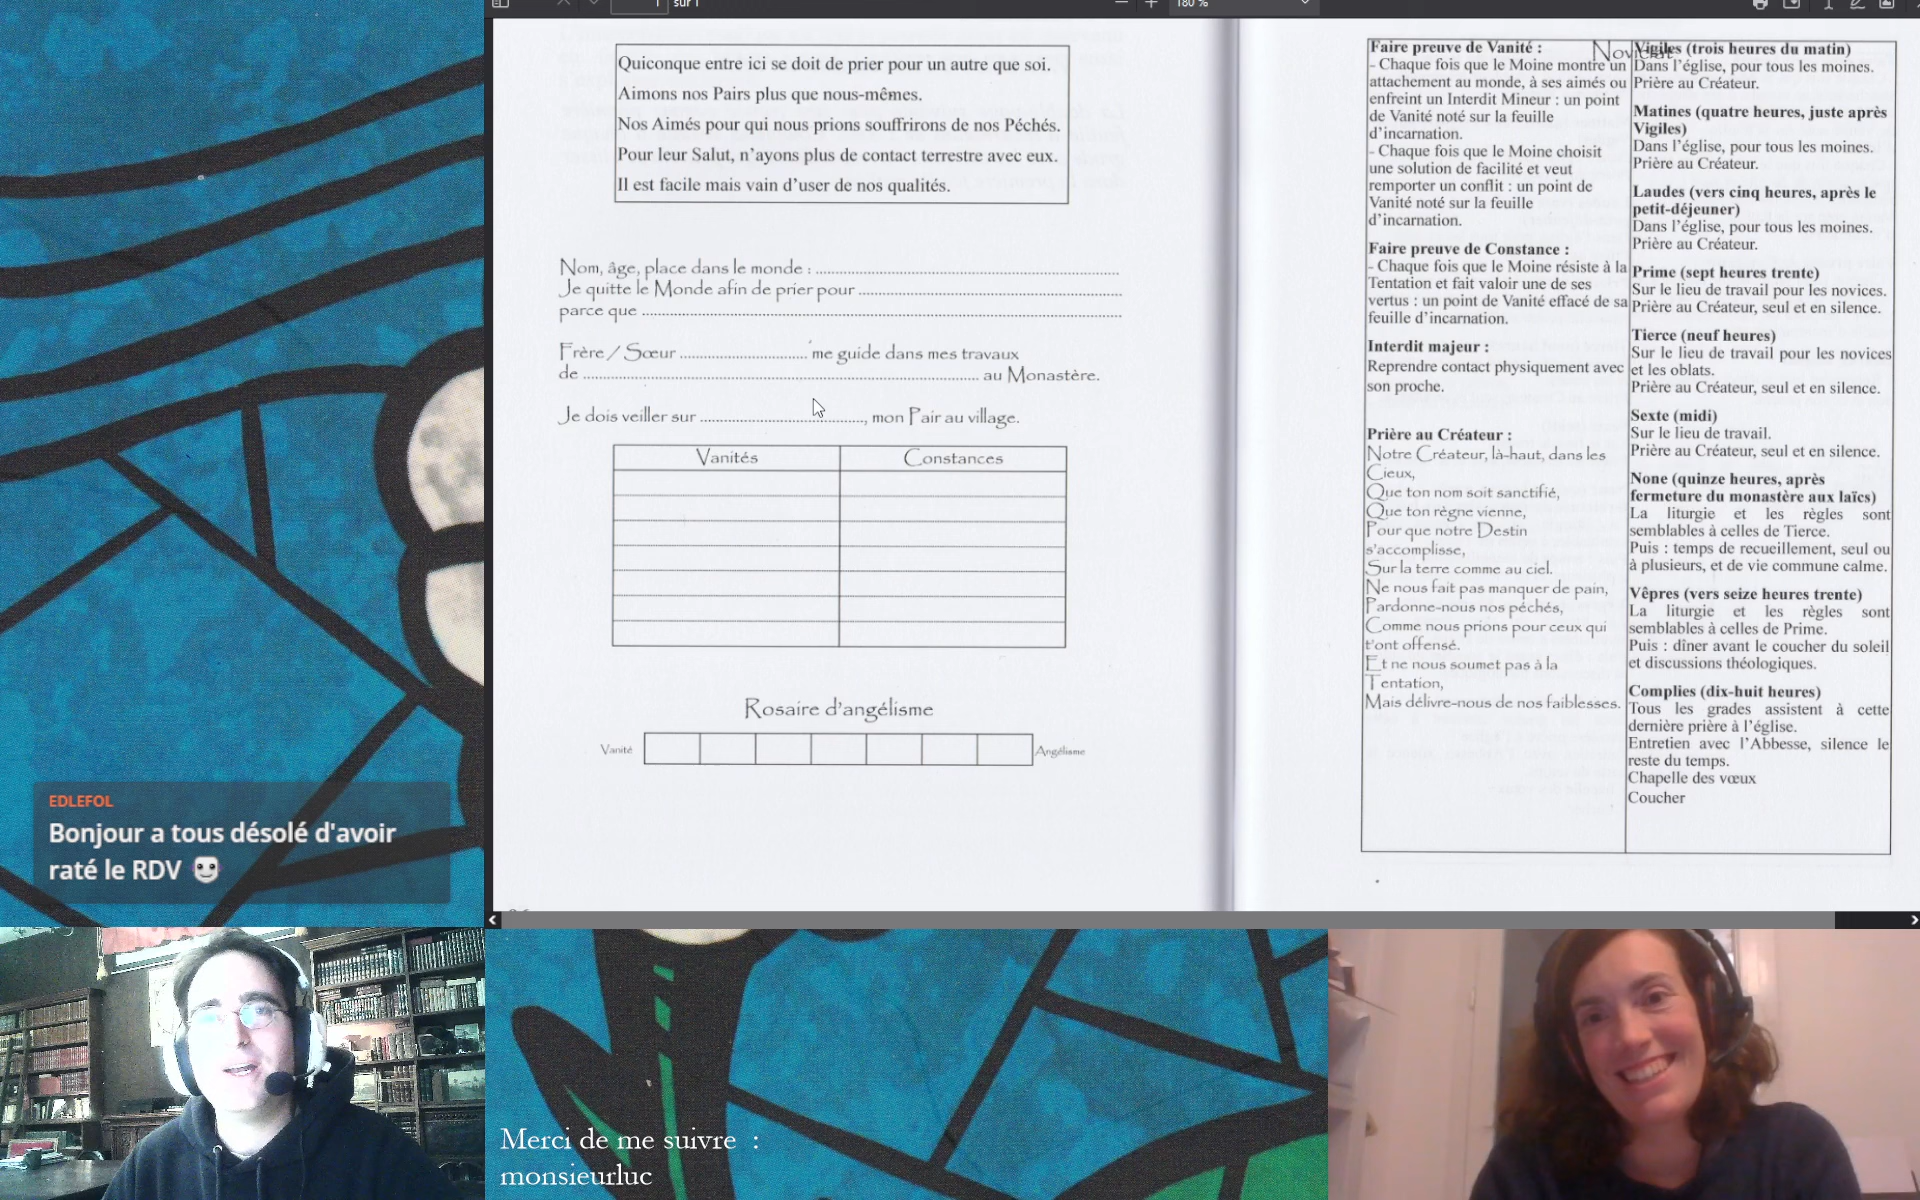 1
sur 1
180 %
Quiconque entre ici se doit de prier pour un autre que soi.
Aimons nos Pairs plus que nous-mêmes.
Nos Aimés pour qui nous prions souffrirons de nos Péchés.
Pour leur Salut, n'ayons plus de contact terrestre avec eux.
Il est facile mais vain d'user de nos qualités.
Nom, âge, place dans le monde :
Je quitte le Monde afin de prier pour
parce que
Frère / Sœur me guide dans mes travaux
de au Monastère.
Je dois veiller sur , mon Pair au village.
Vanités Constances
Rosaire d'angélisme
Vanité Angélisme
Faire preuve de Vanité :
- Chaque fois que le Moine montre un
attachement au monde, à ses aimés ou
enfreint un Interdit Mineur : un point
de Vanité noté sur la feuille
d'incarnation.
- Chaque fois que le Moine choisit
une solution de facilité et veut
remporter un conflit : un point de
Vanité noté sur la feuille
d'incarnation.
Faire preuve de Constance :
- Chaque fois que le Moine résiste à la
Tentation et fait valoir une de ses
vertus : un point de Vanité effacé de sa
feuille d'incarnation.
Interdit majeur :
Reprendre contact physiquement avec
son proche.
Prière au Créateur :
Notre Créateur, là-haut, dans les
Cieux,
Que ton nom soit sanctifié,
Que ton règne vienne,
Pour que notre Destin
s'accomplisse,
Sur la terre comme au ciel.
Ne nous fait pas manquer de pain,
Pardonne-nous nos péchés,
Comme nous prions pour ceux qui
t'ont offensé.
Et ne nous soumet pas à la
Tentation,
Mais délivre-nous de nos faiblesses.
Vigiles (trois heures du matin)
Dans l'église, pour tous les moines.
Prière au Créateur.
Matines (quatre heures, juste après
Vigiles)
Dans l'église, pour tous les moines.
Prière au Créateur.
Laudes (vers cinq heures, après le
petit-déjeuner)
Dans l'église, pour tous les moines.
Prière au Créateur.
Prime (sept heures trente)
Sur le lieu de travail pour les novices.
Prière au Créateur, seul et en silence.
Tierce (neuf heures)
Sur le lieu de travail pour les novices
et les oblats.
Prière au Créateur, seul et en silence.
Sexte (midi)
Sur le lieu de travail.
Prière au Créateur, seul et en silence.
None (quinze heures, après
fermeture du monastère aux laïcs)
La liturgie et les règles sont
semblables à celles de Tierce.
Puis : temps de recueillement, seul ou
à plusieurs, et de vie commune calme.
Vêpres (vers seize heures trente)
La liturgie et les règles sont
semblables à celles de Prime.
Puis : dîner avant le coucher du soleil
et discussions théologiques.
Complies (dix-huit heures)
Tous les grades assistent à cette
dernière prière à l'église.
Entretien avec l'Abbesse, silence le
reste du temps.
Chapelle des vœux
Coucher
EDLEFOL
Bonjour a tous désolé d'avoir
raté le RDV
Merci de me suivre :
monsieurluc